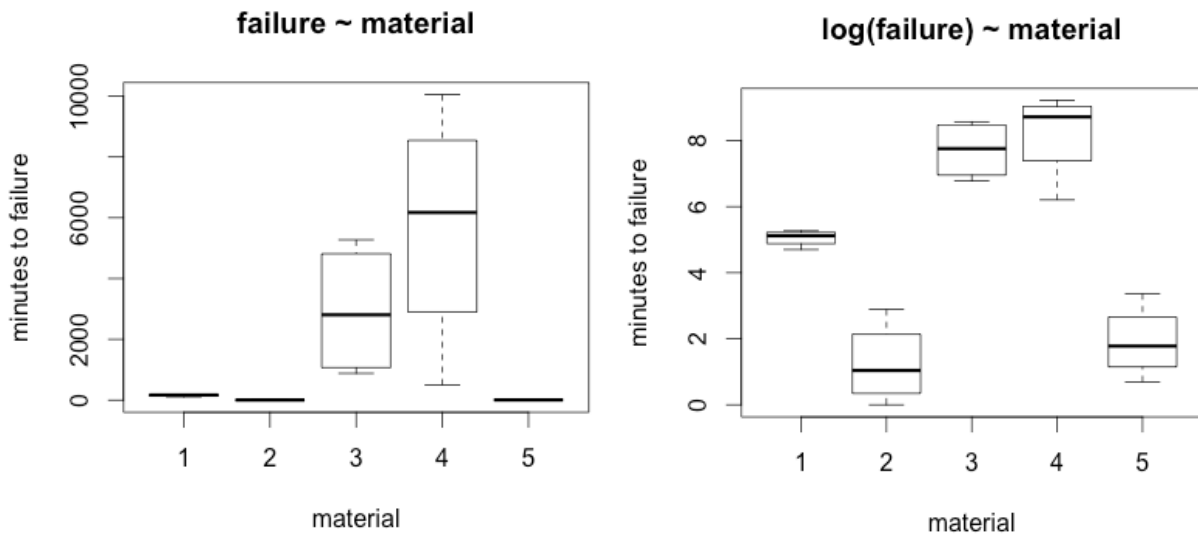 failure ~ material
minutes to failure
10000
6000
2000
0
1 2 3 4 5
material
log(failure) ~ material
minutes to failure
8
6
4
2
0
1 2 3 4 5
material